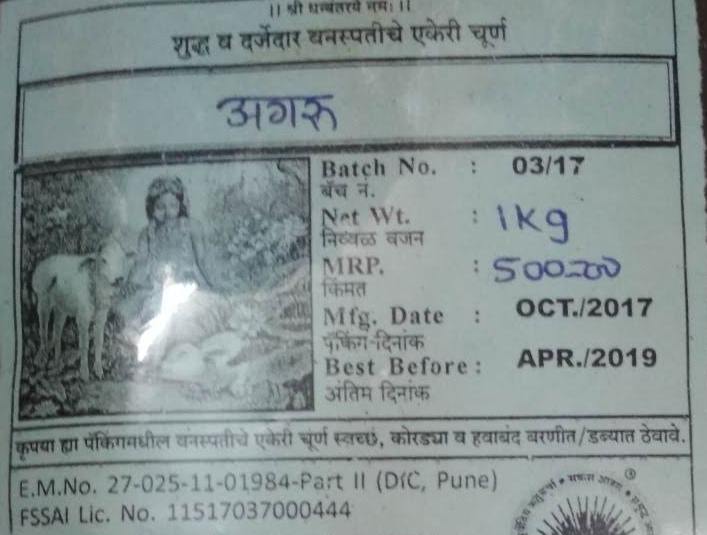 ।। श्री धन्वंतरये नमः ।।
शुद्ध व दर्जेदार वनस्पतीचे एकेरी चूर्ण
अगरू
Batch No. : 03/17
बॅच नं.
Net Wt. : 1kg
निव्वळ वजन
MRP. : 500=00
किंमत
Mfg. Date : OCT./2017
पॅकिंग दिनांक
Best Before : APR./2019
अंतिम दिनांक
कृपया ह्या पॅकिंगमधील वनस्पतीचे एकेरी चूर्ण स्वच्छ, कोरड्या व हवाबंद बरणीत/डब्यात ठेवावे.
E.M.No. 27-025-11-01984-Part II (DIC, Pune)
FSSAI Lic. No. 11517037000444